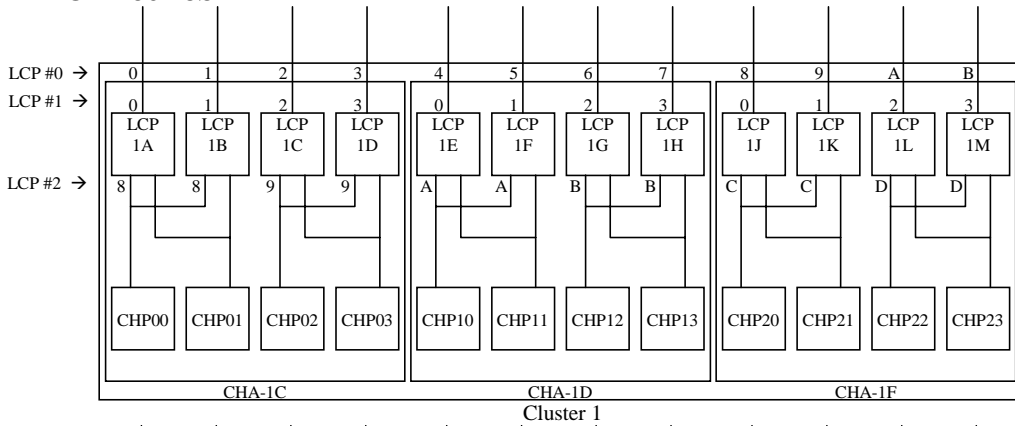 LCP #0 → 0 1 2 3 4 5 6 7 8 9 A B
LCP #1 → 0 1 2 3 0 1 2 3 0 1 2 3
LCP LCP LCP LCP LCP LCP LCP LCP LCP LCP LCP LCP
1A 1B 1C 1D 1E 1F 1G 1H 1J 1K 1L 1M
LCP #2 → 8 8 9 9 A A B B C C D D
CHP00 CHP01 CHP02 CHP03 CHP10 CHP11 CHP12 CHP13 CHP20 CHP21 CHP22 CHP23
CHA-1C CHA-1D CHA-1F
Cluster 1